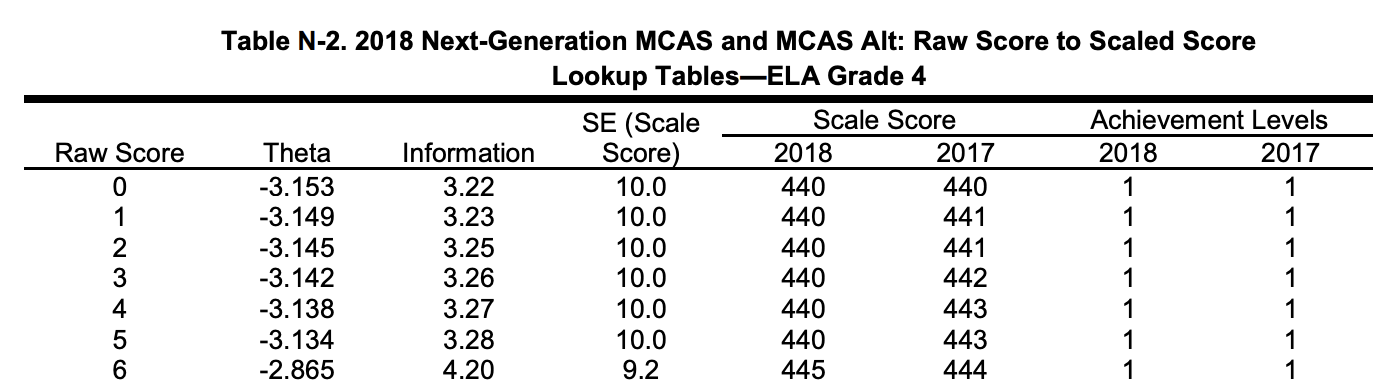 Table N-2. 2018 Next-Generation MCAS and MCAS Alt: Raw Score to Scaled Score
Lookup Tables—ELA Grade 4
Raw Score Theta Information SE (Scale Score) Scale Score Achievement Levels
2018 2017 2018 2017
0 -3.153 3.22 10.0 440 440 1 1
1 -3.149 3.23 10.0 440 441 1 1
2 -3.145 3.25 10.0 440 441 1 1
3 -3.142 3.26 10.0 440 442 1 1
4 -3.138 3.27 10.0 440 443 1 1
5 -3.134 3.28 10.0 440 443 1 1
6 -2.865 4.20 9.2 445 444 1 1